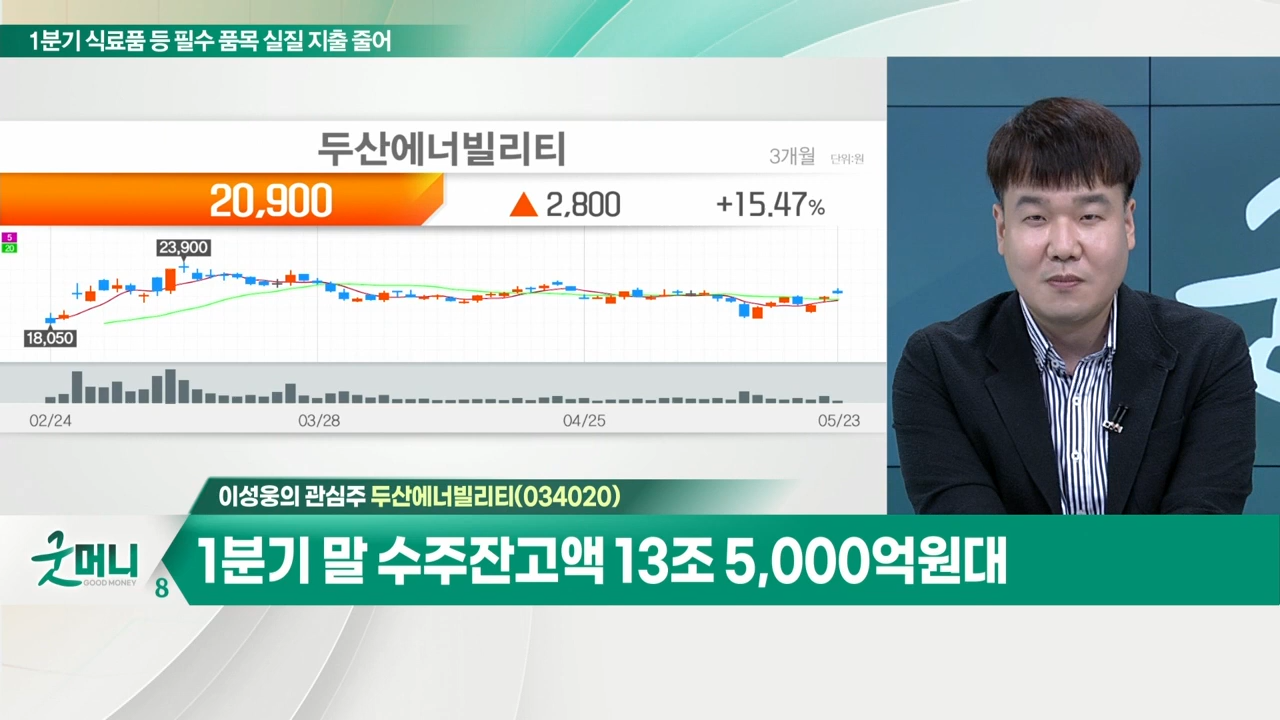 1분기 식료품 등 필수 품목 실질 지출 줄어
두산에너빌리티
3개월 단위:원
20,900 ▲ 2,800 +15.47%
5
20
23,900
18,050
02/24 03/28 04/25 05/23
이성웅의 관심주 두산에너빌리티(034020)
굿머니
GOOD MONEY
8
1분기 말 수주잔고액 13조 5,000억원대